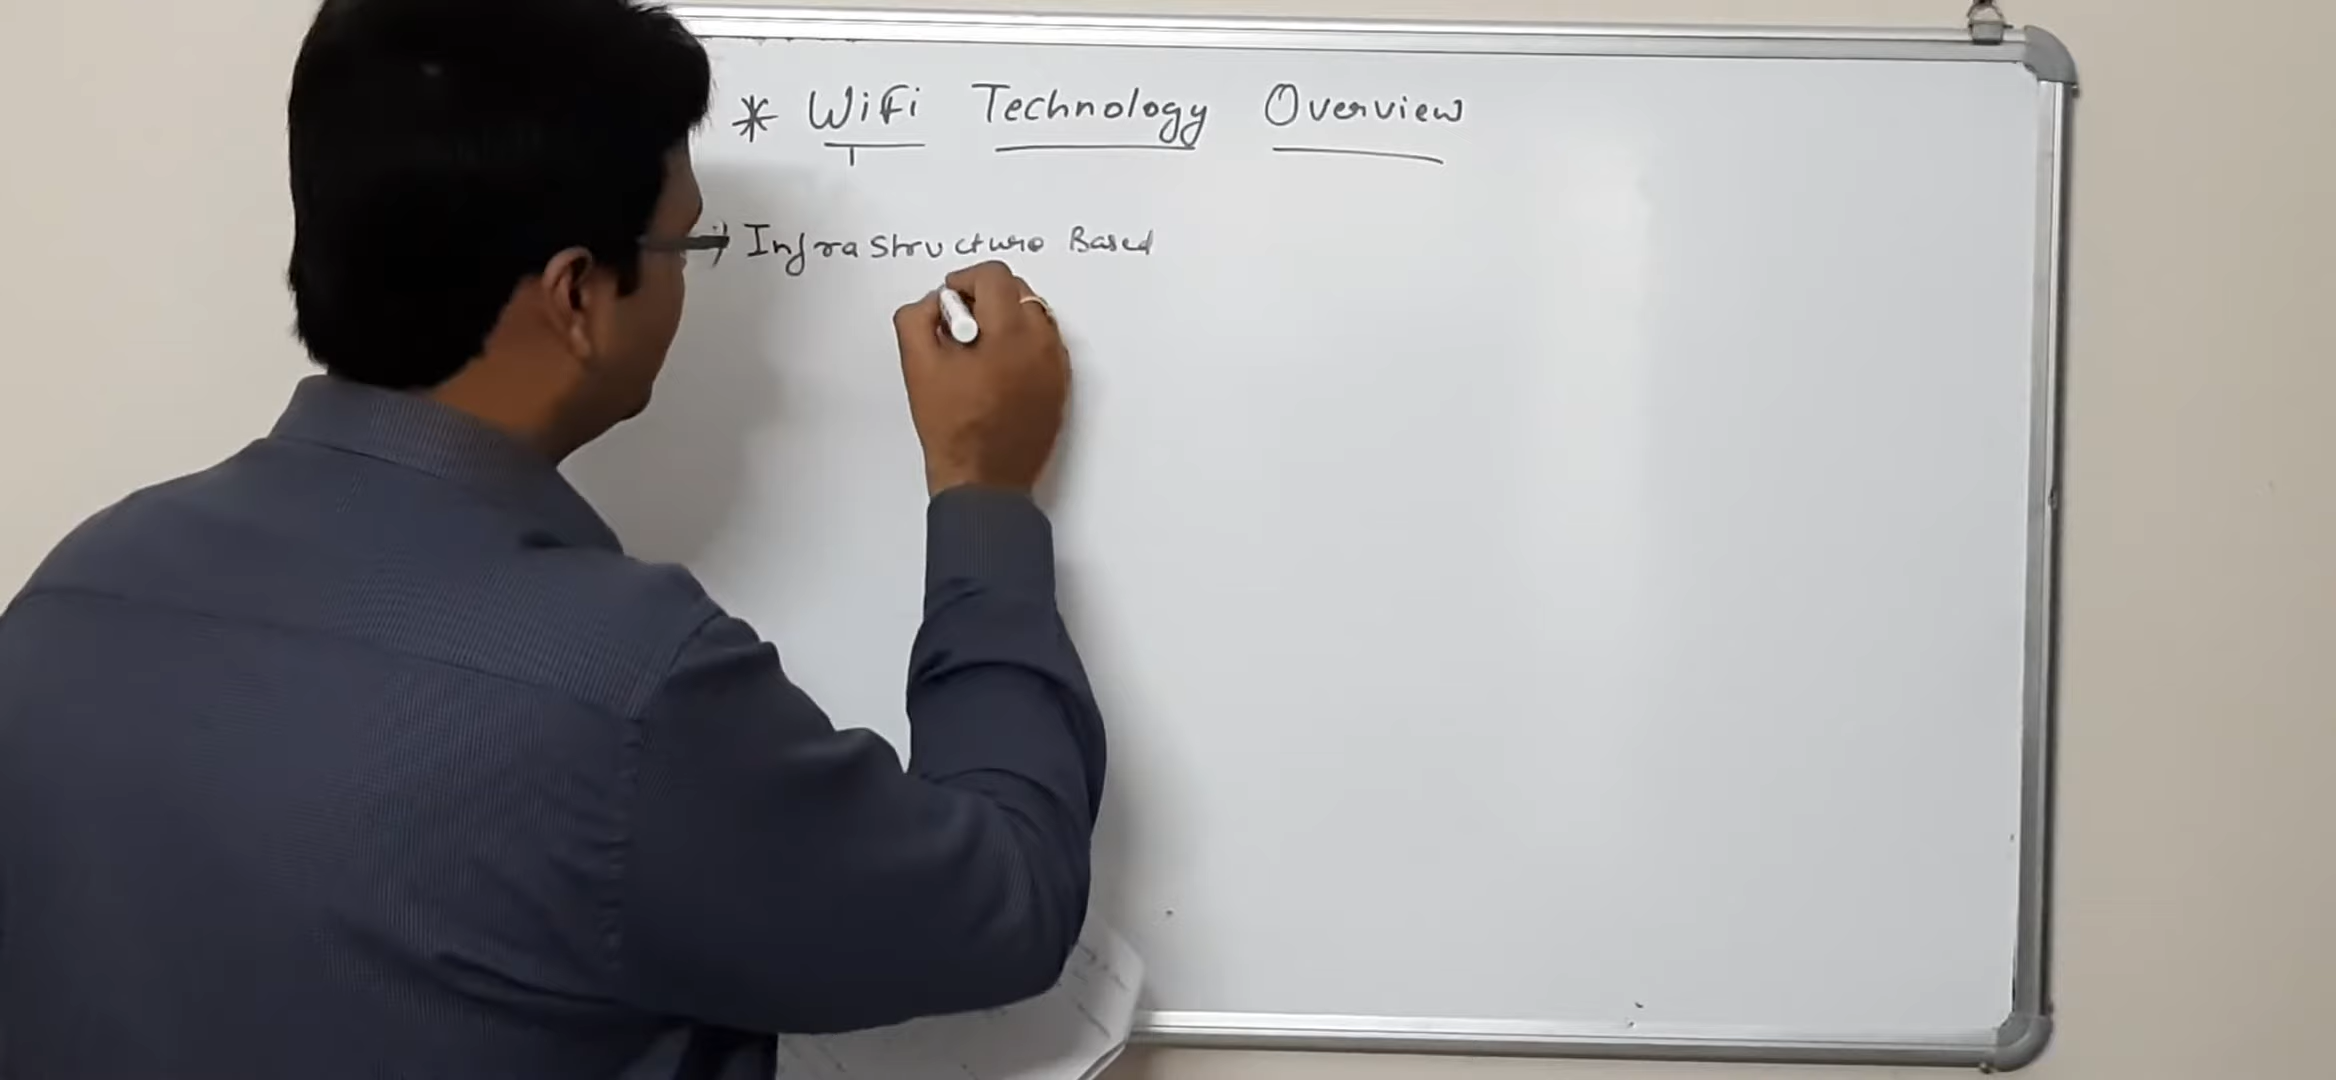 * WiFi Technology Overview
i) Infrastructure Based